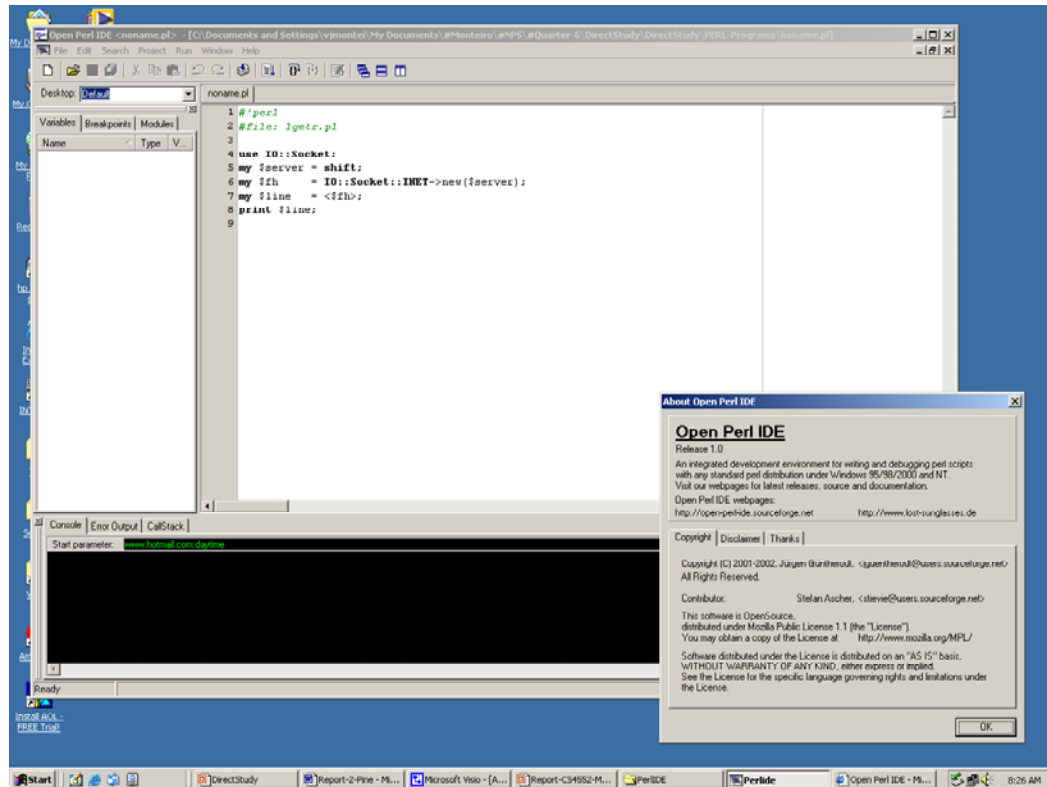 Open Perl IDE <noname.pl> - [C:\Documents and Settings\vjmontei\My Documents\#Monteiro\#NPS\#Quarter-6\DirectStudy\DirectStudy\PERL-Programs\noname.pl]
File Edit Search Project Run Window Help
Desktop: Default
noname.pl
Variables Breakpoints Modules
Name Type V...
1 #!perl
2 #file: lgetr.pl
3
4 use IO::Socket;
5 my $server = shift;
6 my $fh = IO::Socket::INET->new($server);
7 my $line = <$fh>;
8 print $line;
9
Console Error Output CallStack
Start parameter: www.hotmail.com:daytime
Ready
About Open Perl IDE
Open Perl IDE
Release 1.0
An integrated development environment for writing and debugging perl scripts
with any standard perl distribution under Windows 95/98/2000 and NT.
Visit our webpages for latest releases, source and documentation.
Open Perl IDE webpages:
http://open-perl-ide.sourceforge.net http://www.lost-sunglasses.de
Copyright Disclaimer Thanks
Copyright (C) 2001-2002, Jürgen Güntherodt, <jguentherodt@users.sourceforge.net>
All Rights Reserved.
Contributor: Stefan Ascher, <stievie@users.sourceforge.net>
This software is OpenSource,
distributed under Mozilla Public License 1.1 (the "License")
You may obtain a copy of the License at http://www.mozilla.org/MPL/
Software distributed under the License is distributed on an "AS IS" basis,
WITHOUT WARRANTY OF ANY KIND, either express or implied.
See the License for the specific language governing rights and limitations under
the License.
OK
Install AOL -
FREE Trial!
Start DirectStudy Report-2-Pine - Mi... Microsoft Visio - [A... Report-CS4552-M... PerlIDE Perlide Open Perl IDE - Mi... 8:26 AM